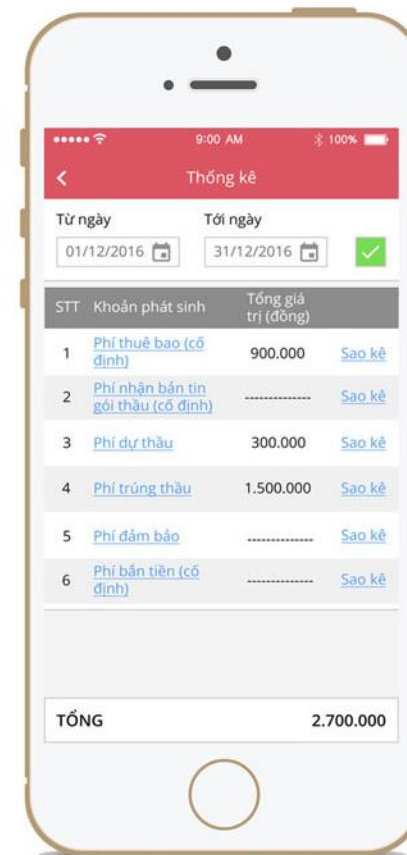 9:00 AM 100%
Thống kê
Từ ngày Tới ngày
01/12/2016 31/12/2016
STT Khoản phát sinh Tổng giá
trị (đồng)
1 Phí thuê bao (cố
định) 900.000 Sao kê
2 Phí nhận bản tin
gói thầu (cố định) -------------- Sao kê
3 Phí dự thầu 300.000 Sao kê
4 Phí trúng thầu 1.500.000 Sao kê
5 Phí đảm bảo -------------- Sao kê
6 Phí bắn tiền (cố
định) -------------- Sao kê
TỔNG 2.700.000